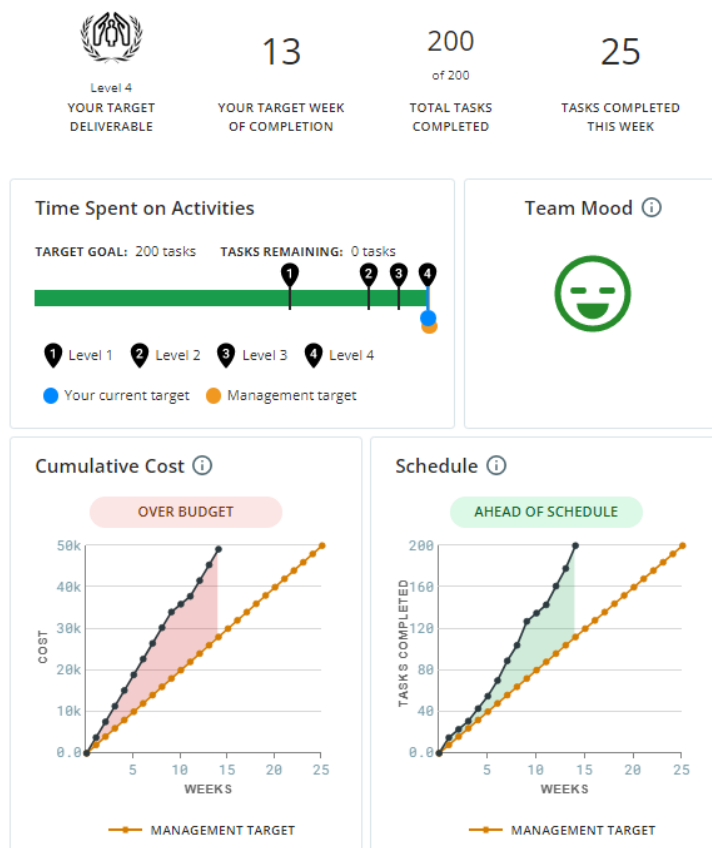 Level 4
YOUR TARGET
DELIVERABLE
13
YOUR TARGET WEEK
OF COMPLETION
200
of 200
TOTAL TASKS
COMPLETED
25
TASKS COMPLETED
THIS WEEK
Time Spent on Activities
TARGET GOAL: 200 tasks TASKS REMAINING: 0 tasks
1 2 3 4
1 Level 1 2 Level 2 3 Level 3 4 Level 4
Your current target Management target
Team Mood
Cumulative Cost
OVER BUDGET
50k
40k
30k
20k
10k
0.0
COST
5 10 15 20 25
WEEKS
MANAGEMENT TARGET
Schedule
AHEAD OF SCHEDULE
200
160
120
80
40
0.0
TASKS COMPLETED
5 10 15 20 25
WEEKS
MANAGEMENT TARGET